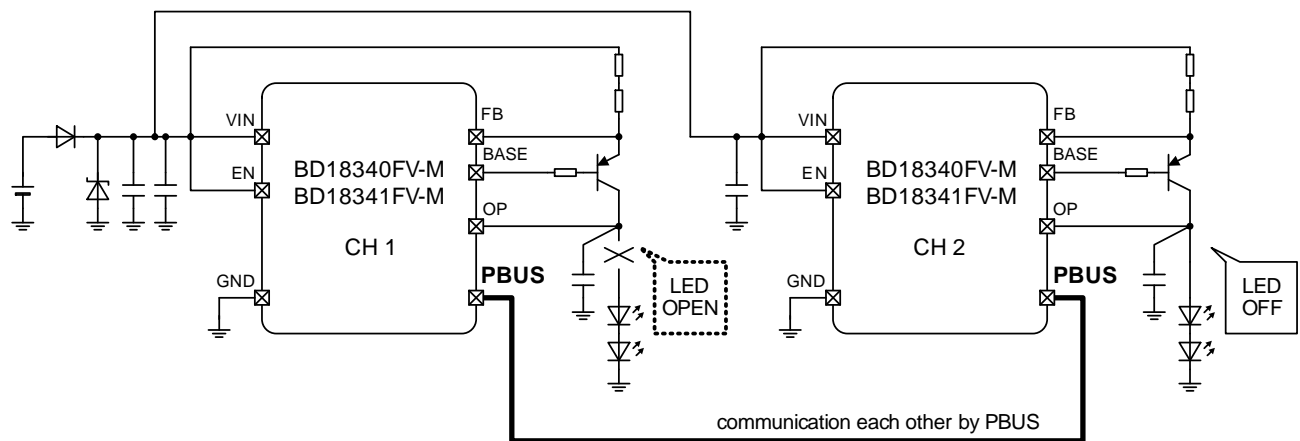 VIN
EN
GND
BD18340FV-M
BD18341FV-M
CH 1
FB
BASE
OP
PBUS
LED
OPEN
VIN
EN
GND
BD18340FV-M
BD18341FV-M
CH 2
FB
BASE
OP
PBUS
LED
OFF
communication each other by PBUS